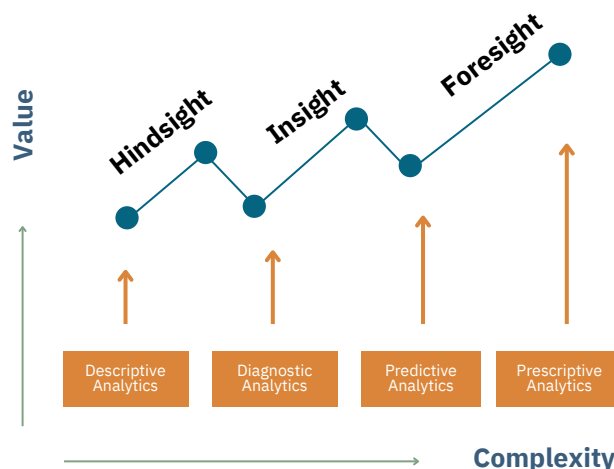 Value
Hindsight
Insight
Foresight
Descriptive
Analytics
Diagnostic
Analytics
Predictive
Analytics
Prescriptive
Analytics
Complexity